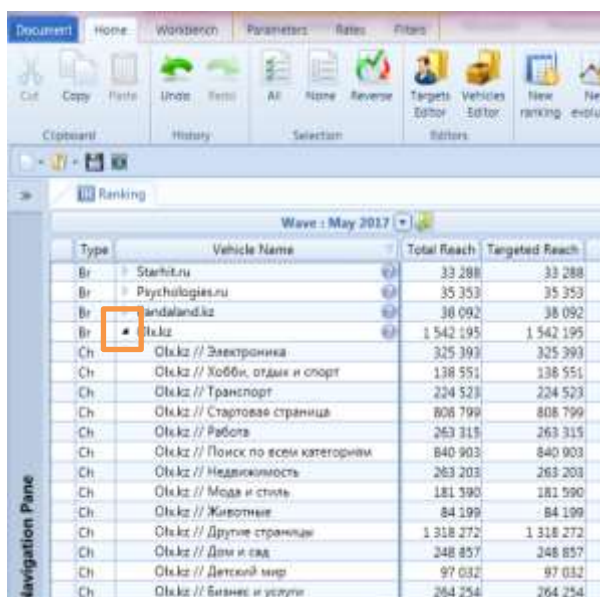 Document Home Workbench Parameters Rates Filters
Cut Copy Paste Undo Redo All None Reverse Targets Editor Vehicles Editor New ranking Ne evolu
Clipboard History Selection Editors
» Ranking
Wave : May 2017
Type Vehicle Name Total Reach Targeted Reach
Br Starhit.ru 33 288 33 288
Br Psychologies.ru 35 353 35 353
Br andaland.kz 38 092 38 092
Br Olx.kz 1 542 195 1 542 195
Ch Olx.kz // Электроника 325 393 325 393
Ch Olx.kz // Хобби, отдых и спорт 138 551 138 551
Ch Olx.kz // Транспорт 224 523 224 523
Ch Olx.kz // Стартовая страница 808 799 808 799
Ch Olx.kz // Работа 263 315 263 315
Ch Olx.kz // Поиск по всем категориям 840 903 840 903
Ch Olx.kz // Недвижимость 263 203 263 203
Ch Olx.kz // Мода и стиль 181 590 181 590
Ch Olx.kz // Животные 84 199 84 199
Ch Olx.kz // Другие страницы 1 318 272 1 318 272
Ch Olx.kz // Дом и сад 248 857 248 857
Ch Olx.kz // Детский мир 97 032 97 032
Ch Olx.kz // Бизнес и услуги 264 254 264 254
Navigation Pane